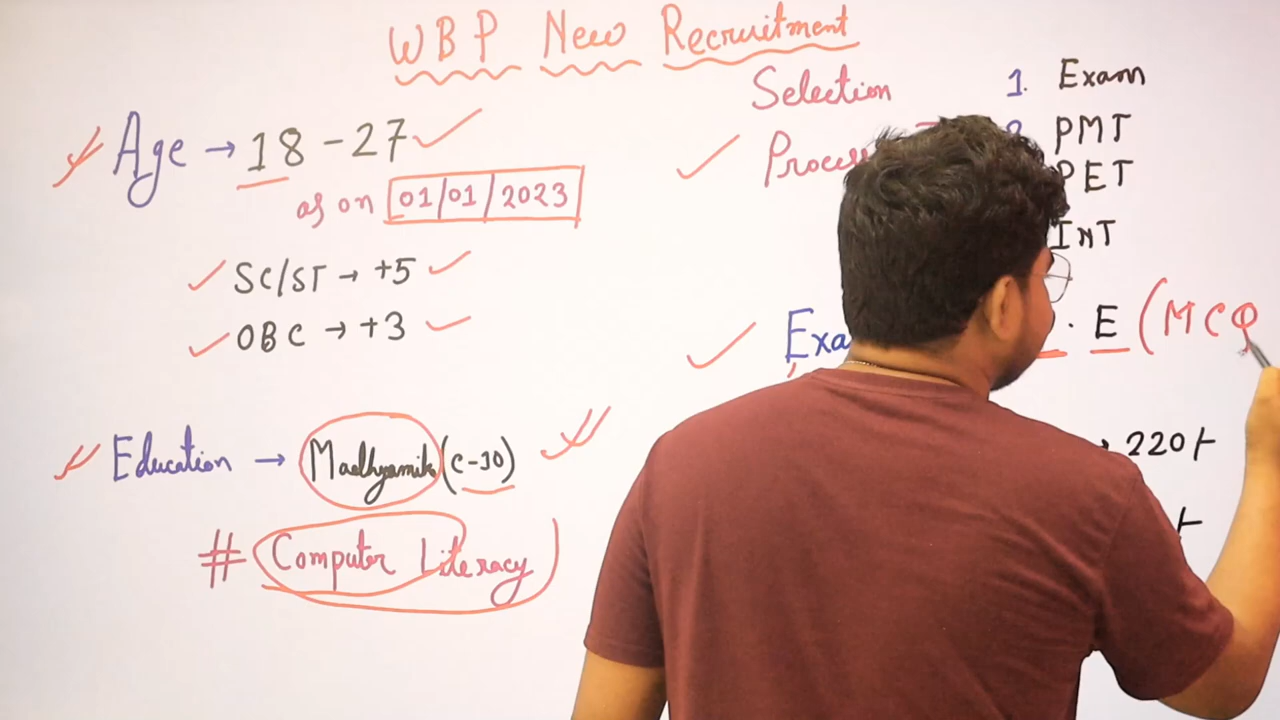 WBP New Recruitment
Age → 18 - 27
as on 01/01/2023
SC/ST → +5
OBC → +3
Education → Madhyamik (C-10)
# Computer Literacy
Selection
Process
1. Exam
2. PMT
PET
INT
Exa
. E (MCQ
220/-